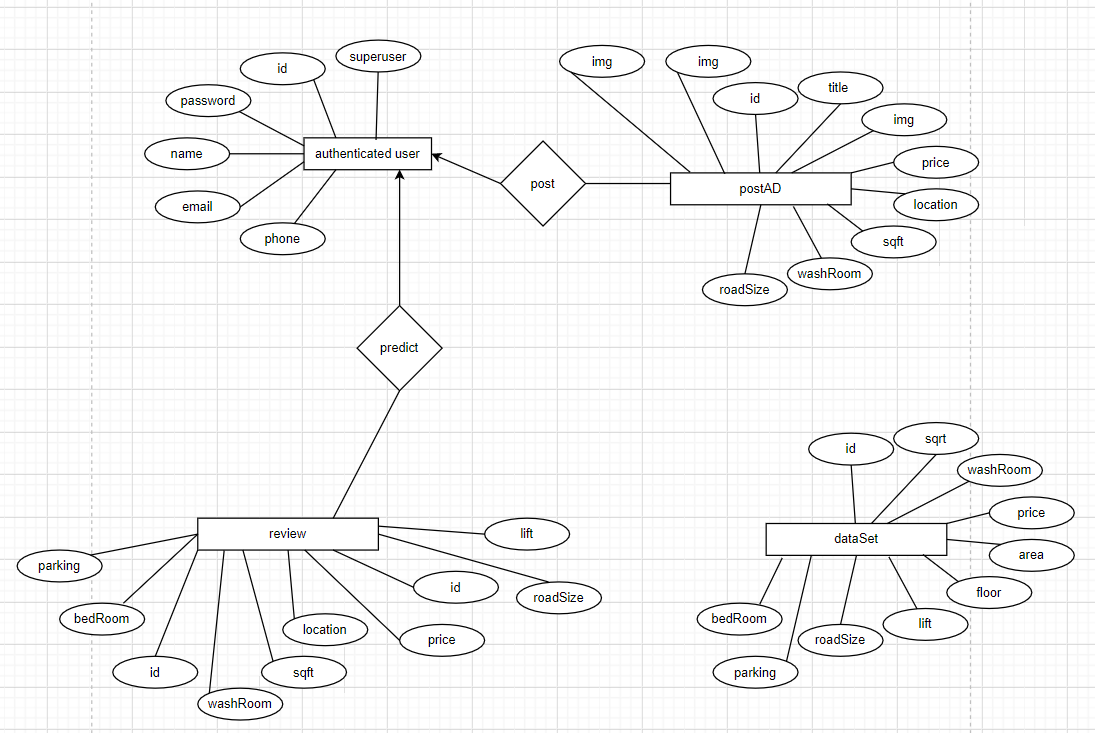 superuser
id
password
name
email
phone
authenticated user
post
img
img
id
title
img
price
location
sqft
washRoom
roadSize
postAD
predict
review
lift
parking
id
roadSize
bedRoom
location
price
id
sqft
washRoom
id
sqrt
washRoom
price
dataSet
area
floor
bedRoom
lift
roadSize
parking